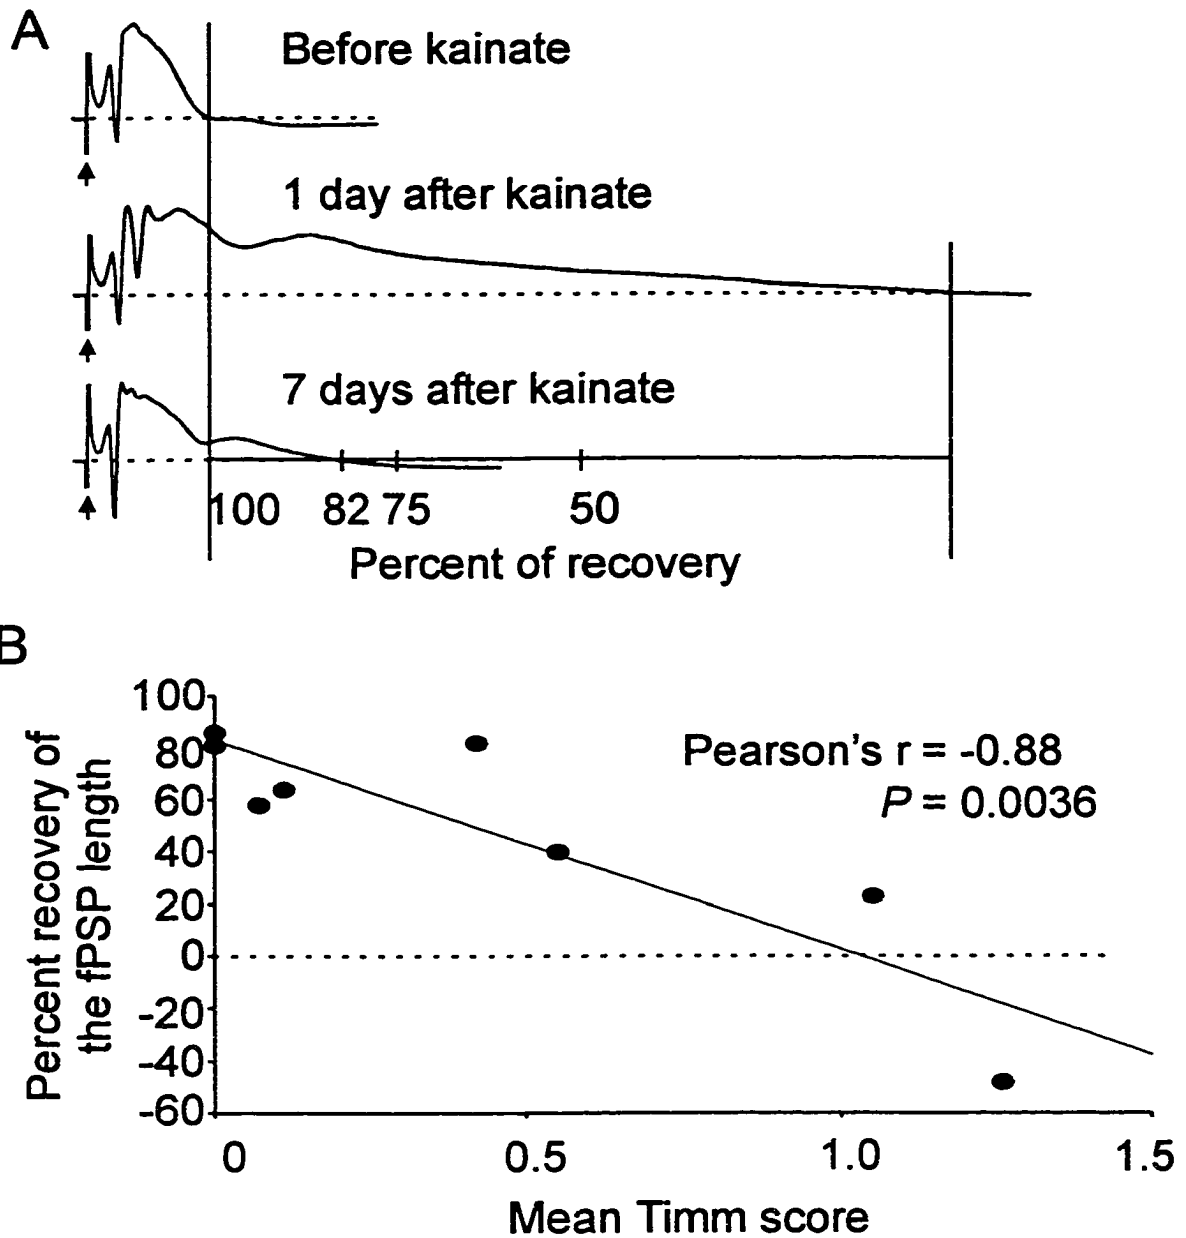 A
Before kainate
1 day after kainate
7 days after kainate
100 82 75 50
Percent of recovery
B
Percent recovery of
the fPSP length
100
80
60
40
20
0
-20
-40
-60
Pearson's r = -0.88
P = 0.0036
0 0.5 1.0 1.5
Mean Timm score